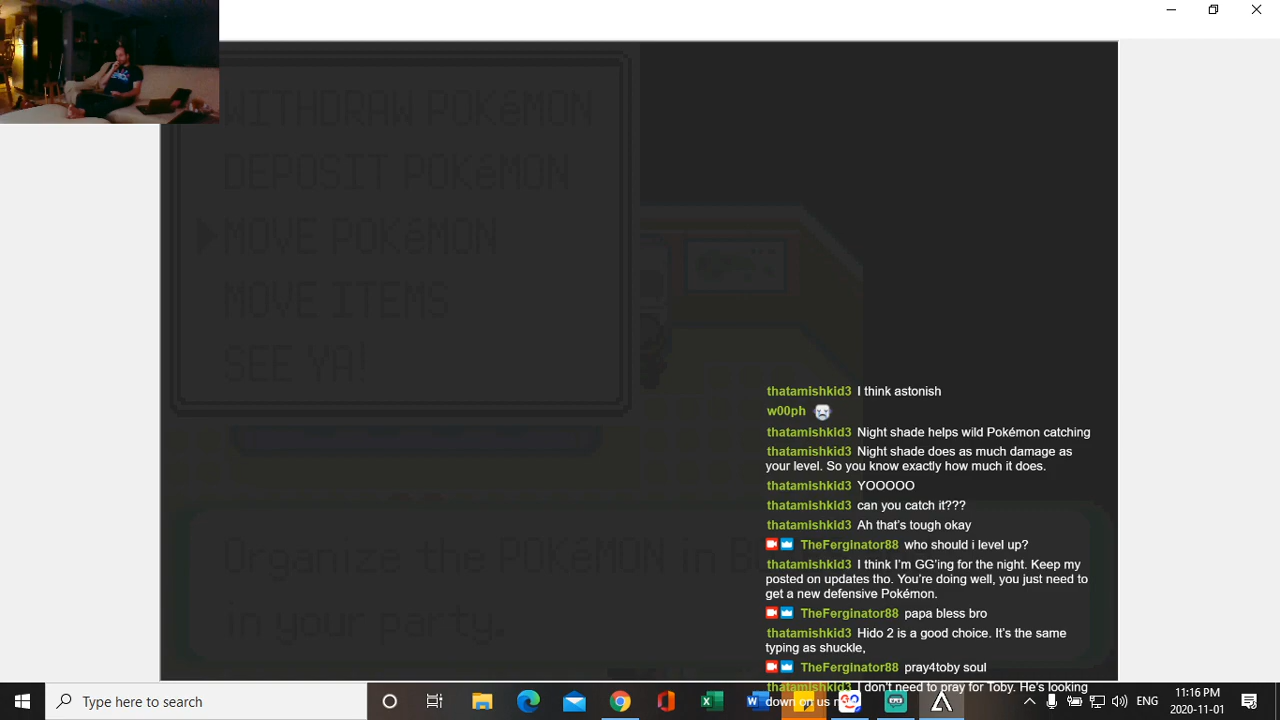 WITHDRAW POKéMON
DEPOSIT POKéMON
MOVE POKéMON
MOVE ITEMS
SEE YA!
thatamishkid3 I think astonish
w00ph
thatamishkid3 Night shade helps wild Pokémon catching
thatamishkid3 Night shade does as much damage as
your level. So you know exactly how much it does.
thatamishkid3 YOOOOO
thatamishkid3 can you catch it???
thatamishkid3 Ah that's tough okay
TheFerginator88 who should i level up?
thatamishkid3 I think I'm GG'ing for the night. Keep my
posted on updates tho. You're doing well, you just need to
get a new defensive Pokémon.
TheFerginator88 papa bless bro
thatamishkid3 Hido 2 is a good choice. It's the same
typing as shuckle,
TheFerginator88 pray4toby soul
thatamishkid3 I don't need to pray for Toby. He's looking
down on us
Organize the POKéMON in
in your party.
Type here to search
ENG
11:16 PM
2020-11-01